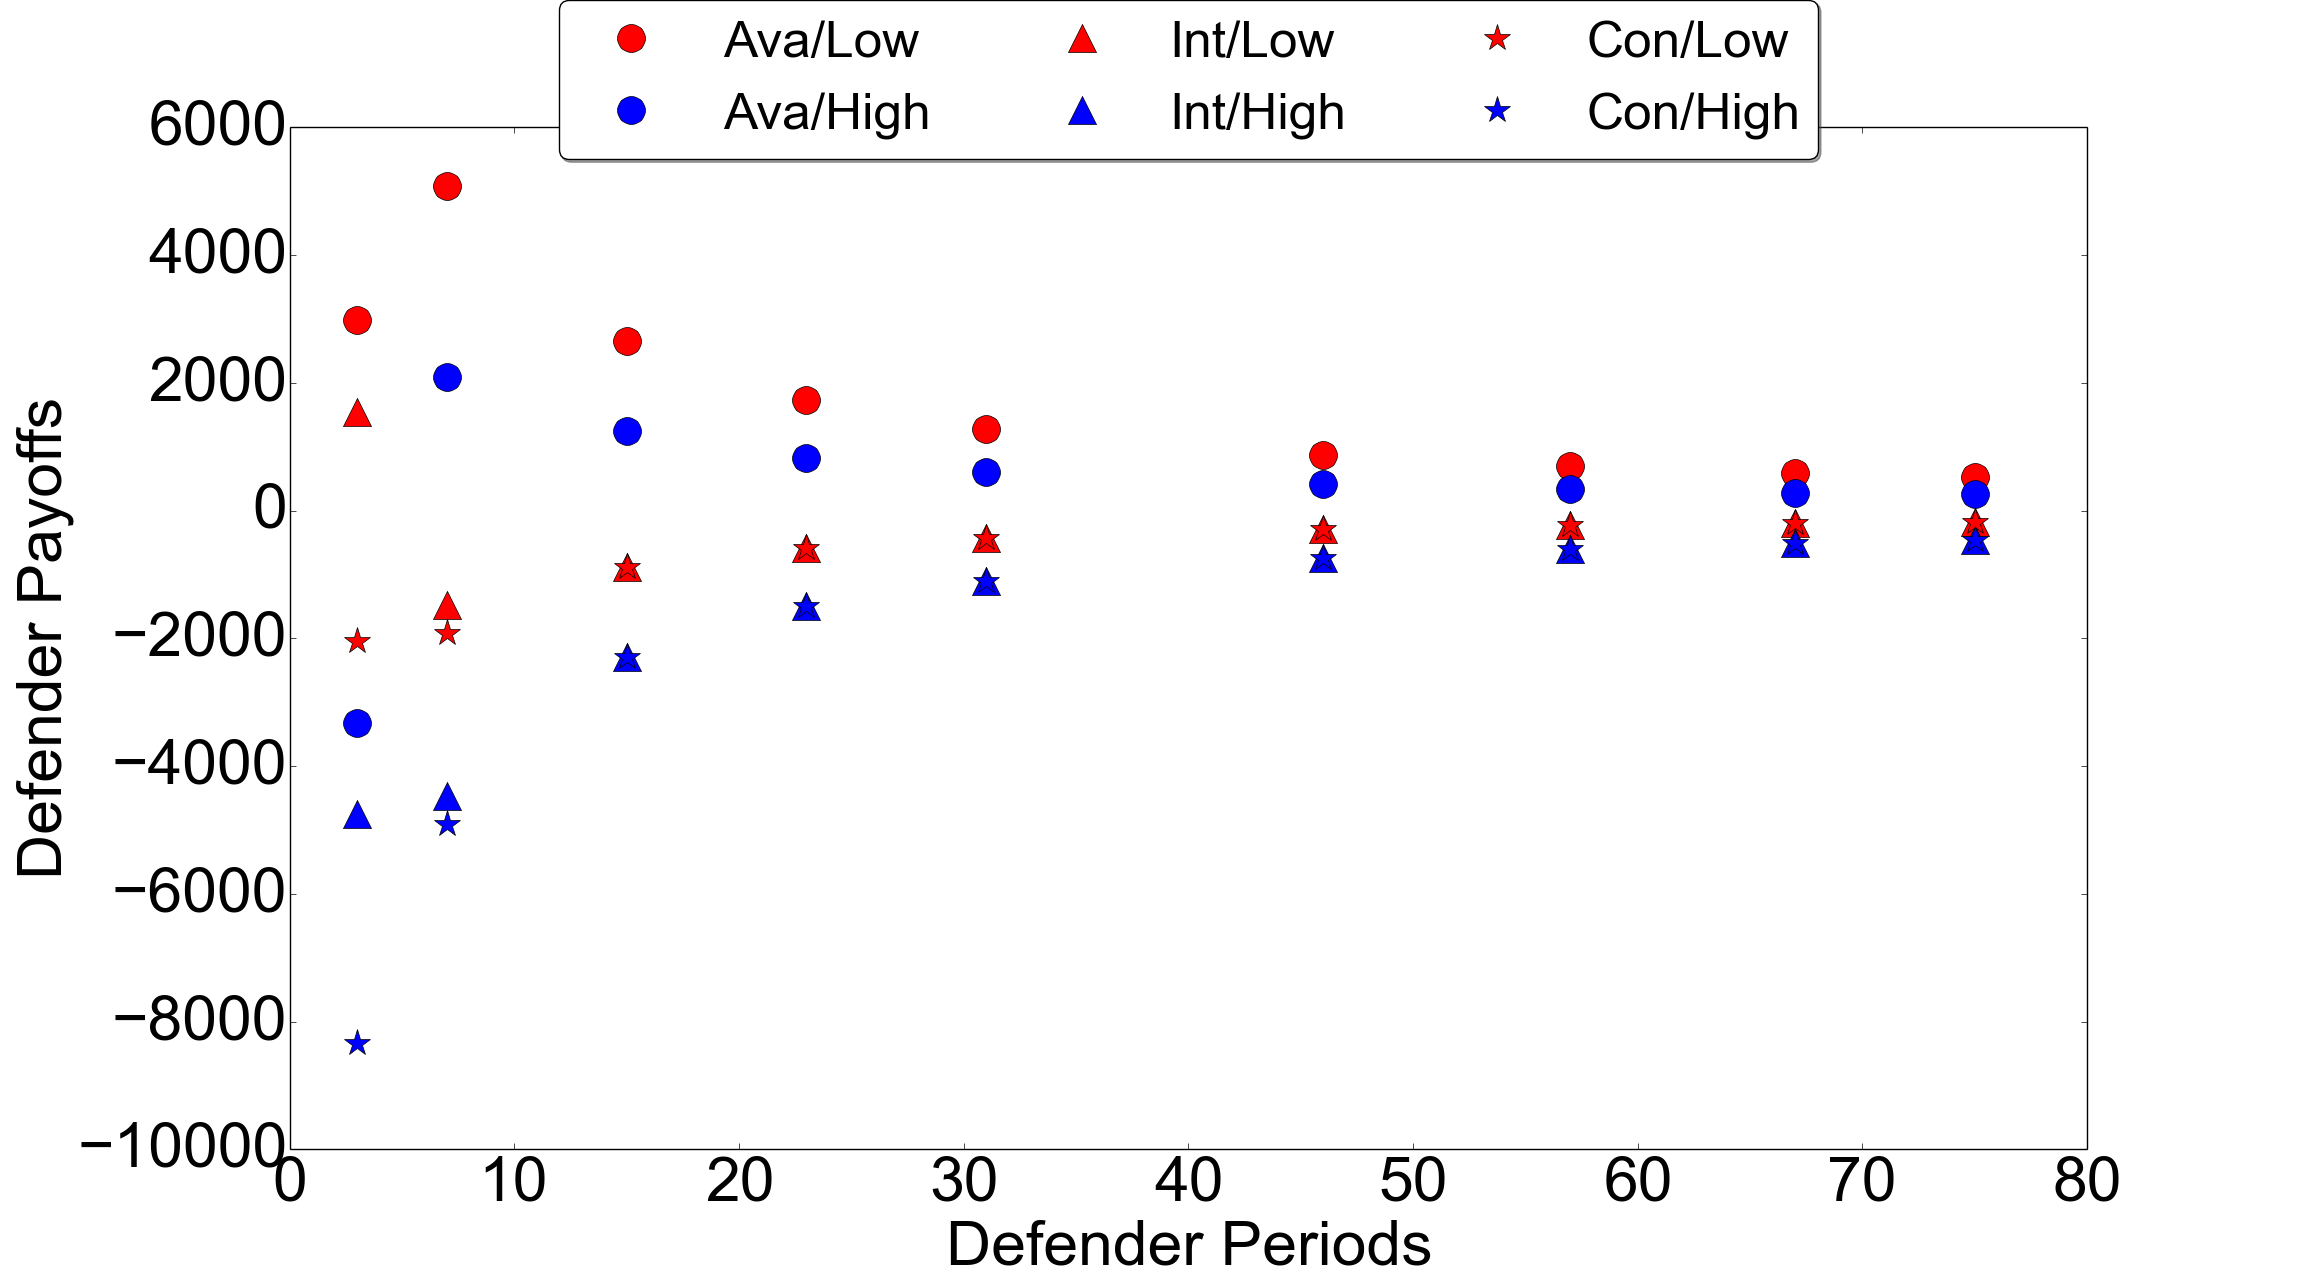 Ava/Low Int/Low Con/Low
Ava/High Int/High Con/High
6000
4000
2000
0
−2000
−4000
−6000
−8000
−10000
Defender Payoffs
0 10 20 30 40 50 60 70 80
Defender Periods